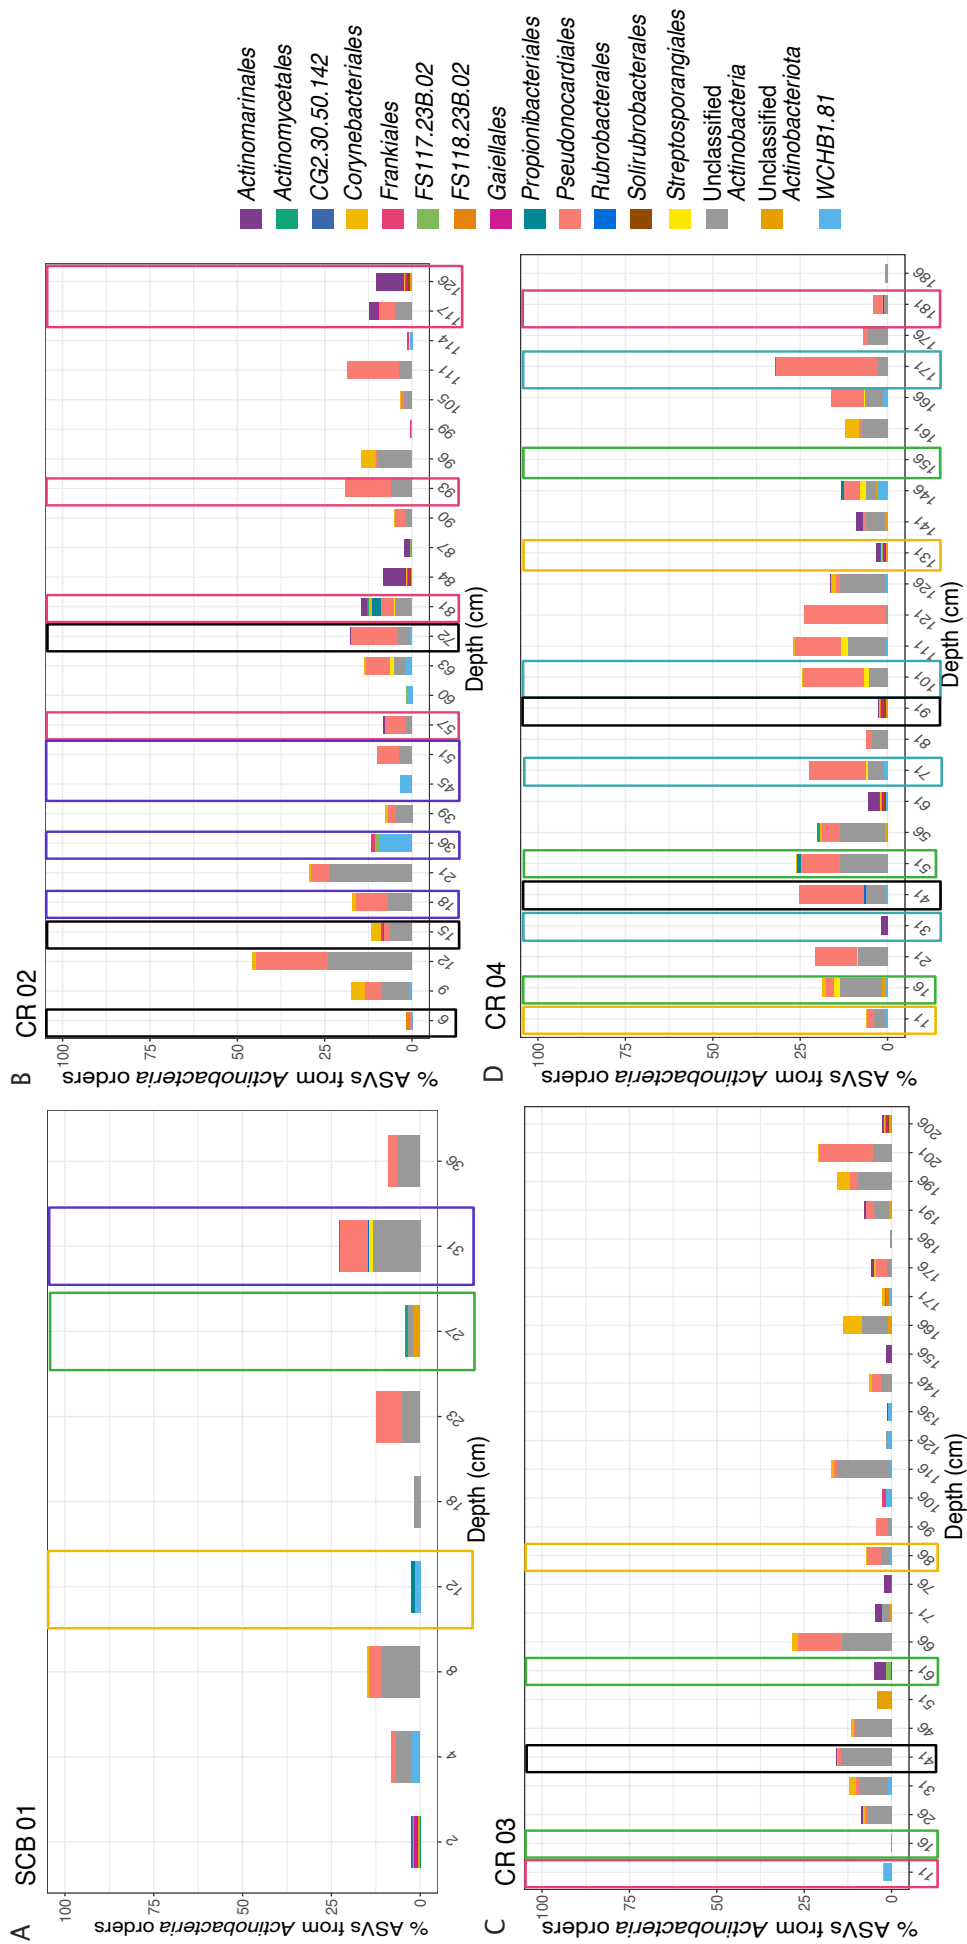 A
SCB 01
% ASVs from Actinobacteria orders
100
75
50
25
0
2 4 8 12 18 23 27 31 36
Depth (cm)
B
CR 02
% ASVs from Actinobacteria orders
100
75
50
25
0
6 9 12 15 18 21 36 39 45 51 57 60 63 72 81 84 87 90 93 96 99 105 111 114 117 126
Depth (cm)
C
CR 03
% ASVs from Actinobacteria orders
100
75
50
25
0
11 16 26 31 41 46 51 61 66 71 76 86 96 106 116 126 136 146 156 166 171 176 186 191 196 201 206
Depth (cm)
D
CR 04
% ASVs from Actinobacteria orders
100
75
50
25
0
11 16 21 31 41 51 56 61 71 81 91 101 111 121 126 131 141 146 156 161 166 171 176 181 186
Depth (cm)
Actinomarinales
Actinomycetales
CG2.30.50.142
Corynebacteriales
Frankiales
FS117.23B.02
FS118.23B.02
Gaiellales
Propionibacteriales
Pseudonocardiales
Rubrobacterales
Solirubrobacterales
Streptosporangiales
Unclassified
Actinobacteria
Unclassified
Actinobacteriota
WCHB1.81